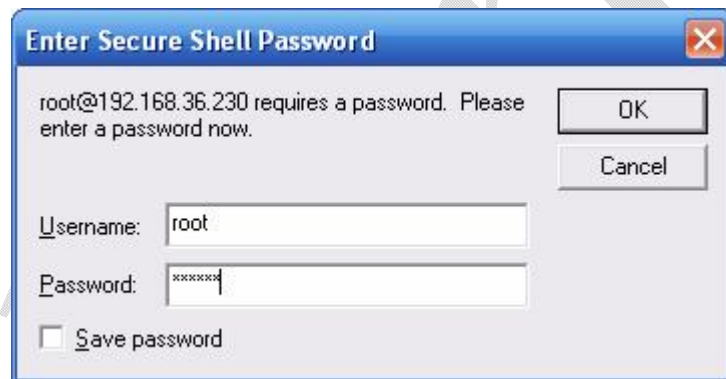 Enter Secure Shell Password
root@192.168.36.230 requires a password.  Please
enter a password now.
OK
Cancel
Username:
root
Password:
******
Save password